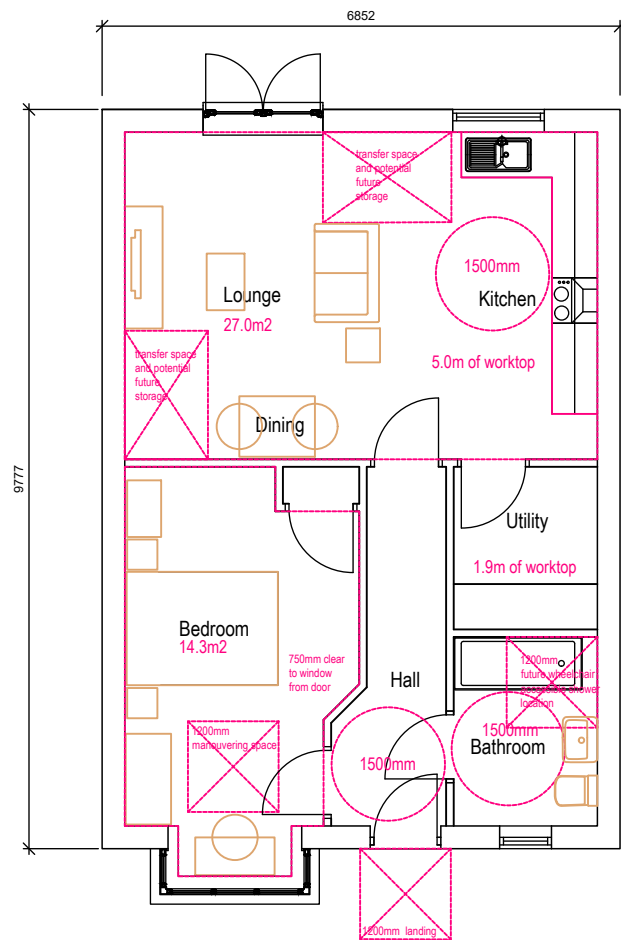 6852
9777
transfer space
and potential
future
storage
1500mm
Lounge
Kitchen
27.0m2
transfer space
and potential
future
storage
5.0m of worktop
Dining
Utility
1.9m of worktop
Bedroom
14.3m2
750mm clear
to window
from door
Hall
1200mm
future wheelchair
accessible shower
location
1200mm
manouvering space
1500mm
Bathroom
1500mm
1200mm landing